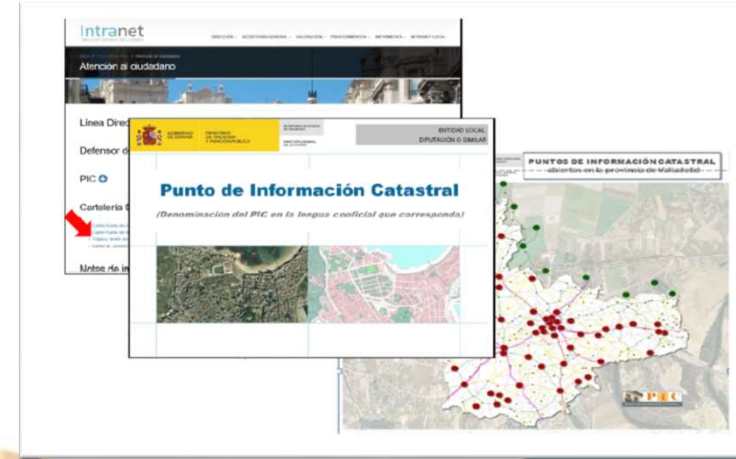 Intranet
DIRECCIÓN - SECRETARÍA GENERAL - VALORACIÓN - PROCEDIMIENTOS - INFORMÁTICA - INTRANET LOCAL
Atención al ciudadano
Línea Direc
Defensor d
PIC
Cartelería
Notas de in
GOBIERNO DE ESPAÑA
MINISTERIO DE HACIENDA Y FUNCIÓN PÚBLICA
ENTIDAD LOCAL,
DIPUTACIÓN O SIMILAR
Punto de Información Catastral
(Denominación del PIC en la lengua cooficial que corresponda)
PUNTOS DE INFORMACIÓN CATASTRAL
abiertos en la provincia de Valladolid
PIC